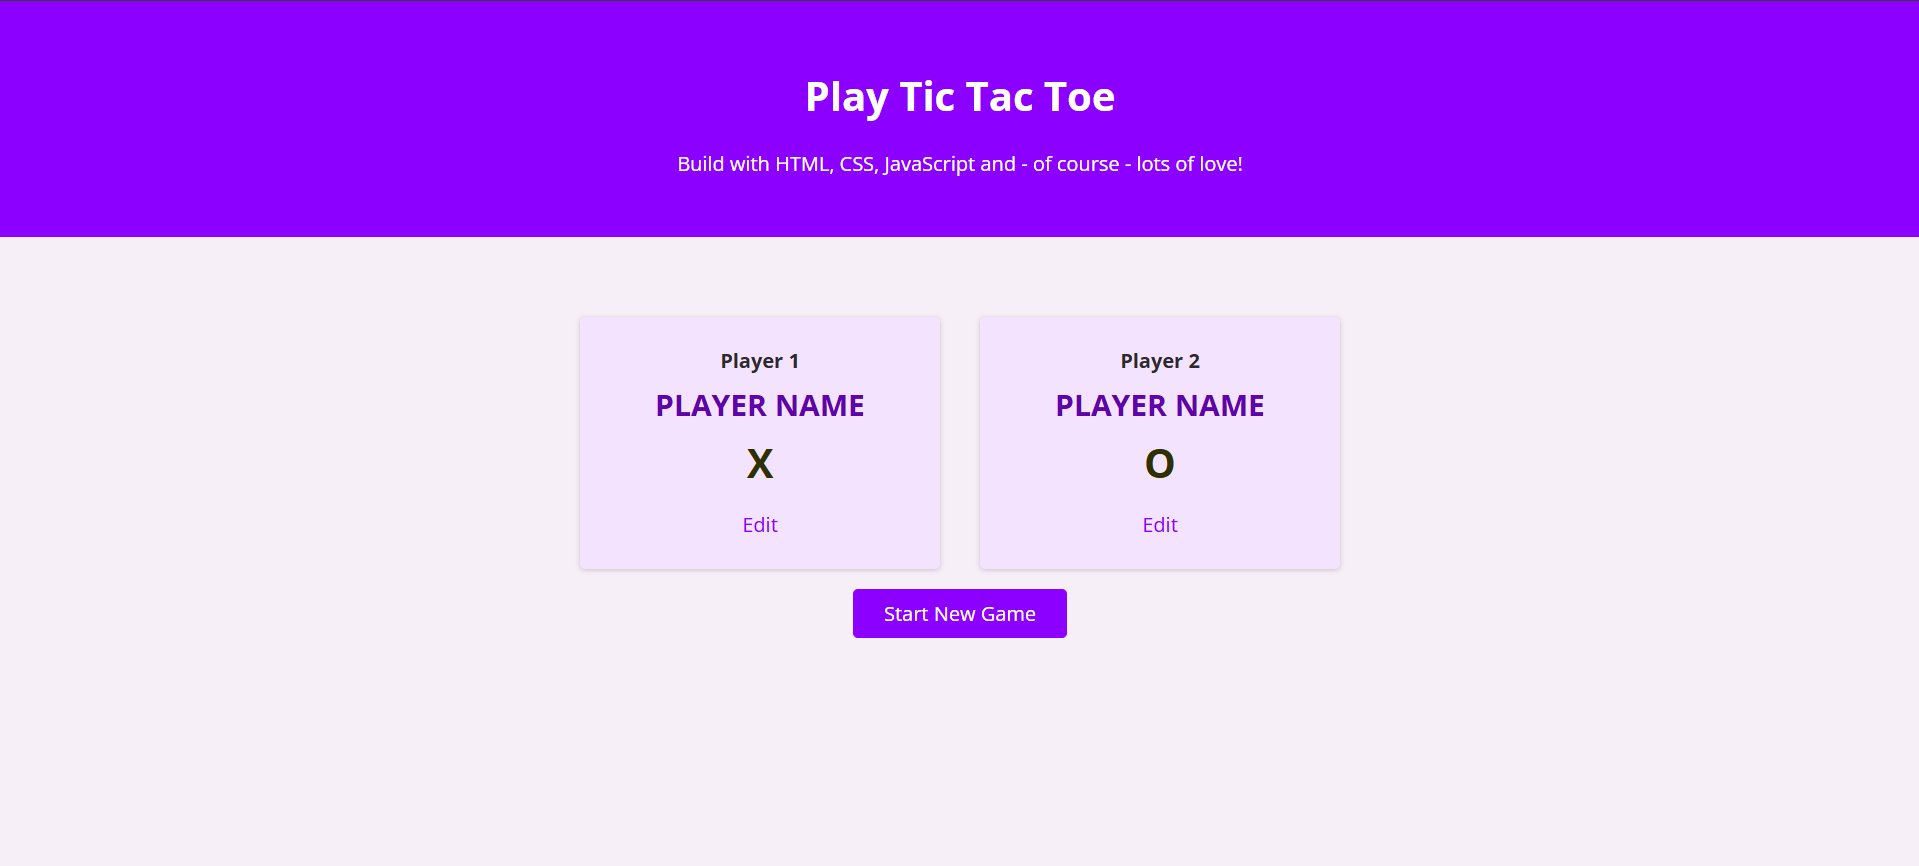 Play Tic Tac Toe
Build with HTML, CSS, JavaScript and - of course - lots of love!
Player 1
PLAYER NAME
X
Edit
Player 2
PLAYER NAME
O
Edit
Start New Game